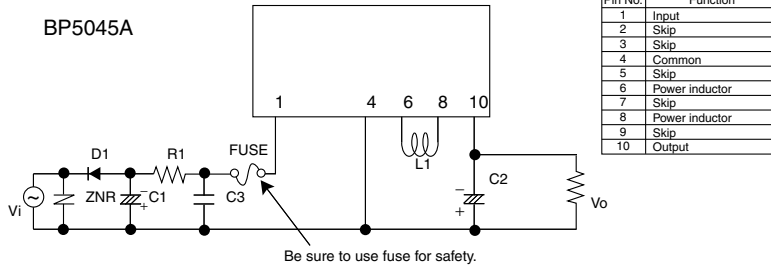 BP5045A
1 4 6 8 10
L1
D1 R1 FUSE
ZNR C1 C3
Vi
C2
Vo
− +
− +
Be sure to use fuse for safety.
Pin No. Function
1 Input
2 Skip
3 Skip
4 Common
5 Skip
6 Power inductor
7 Skip
8 Power inductor
9 Skip
10 Output